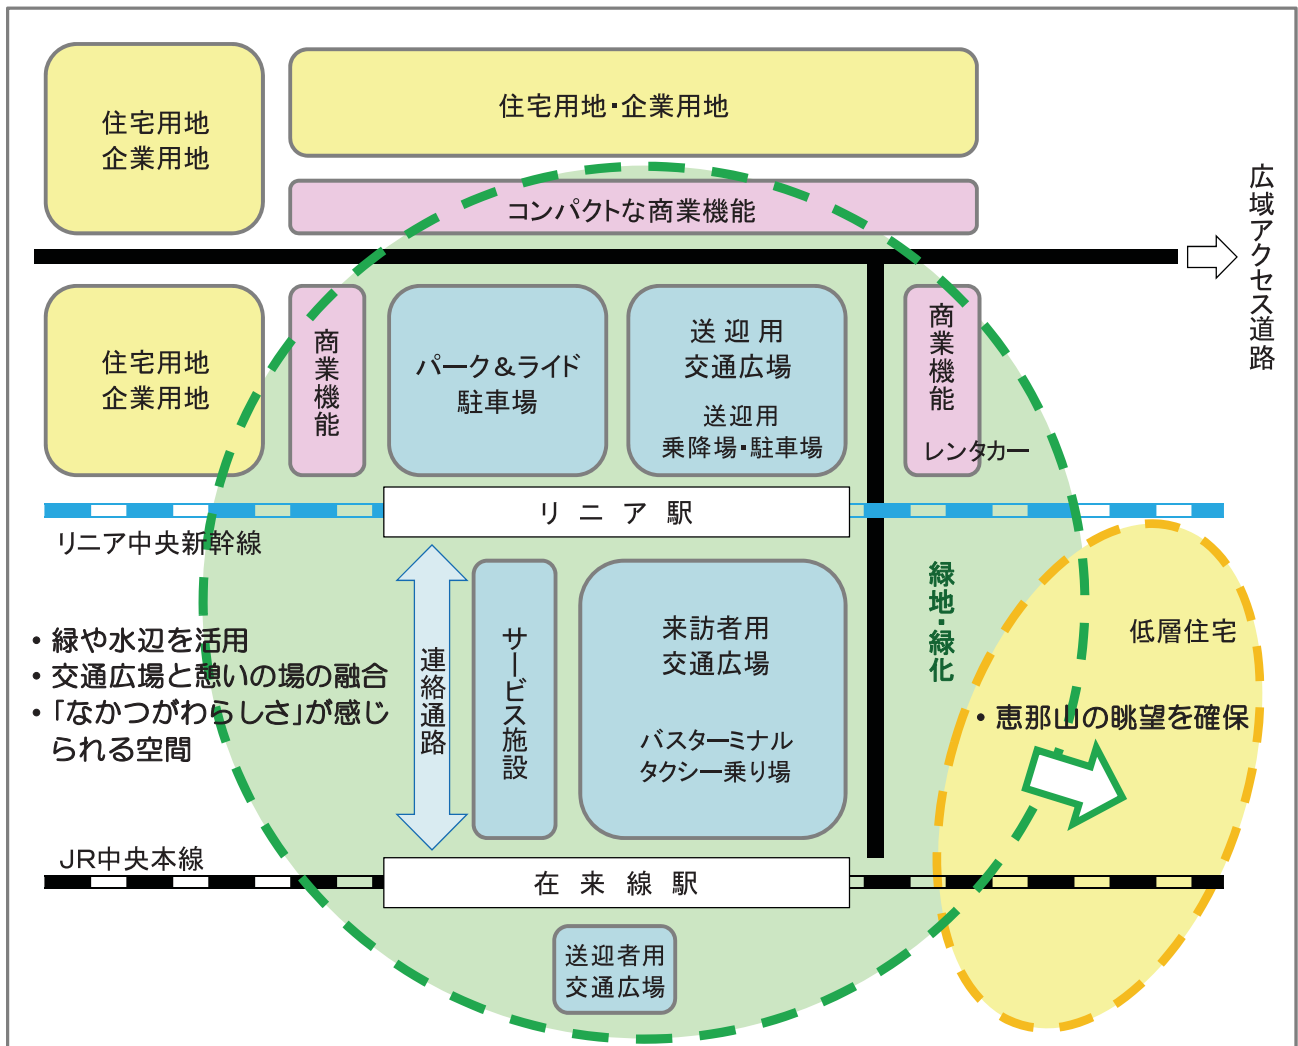 住宅用地
企業用地
住宅用地・企業用地
コンパクトな商業機能
広域アクセス道路
住宅用地
企業用地
商業機能
パーク＆ライド
駐車場
送迎用
交通広場
送迎用
乗降場・駐車場
商業機能
レンタカー
リニア駅
リニア中央新幹線
・緑や水辺を活用
・交通広場と憩いの場の融合
・「なかつがわらしさ」が感じ
られる空間
連絡通路
サービス施設
来訪者用
交通広場
バスターミナル
タクシー乗り場
緑地・緑化
低層住宅
・恵那山の眺望を確保
ＪＲ中央本線
在来線駅
送迎者用
交通広場